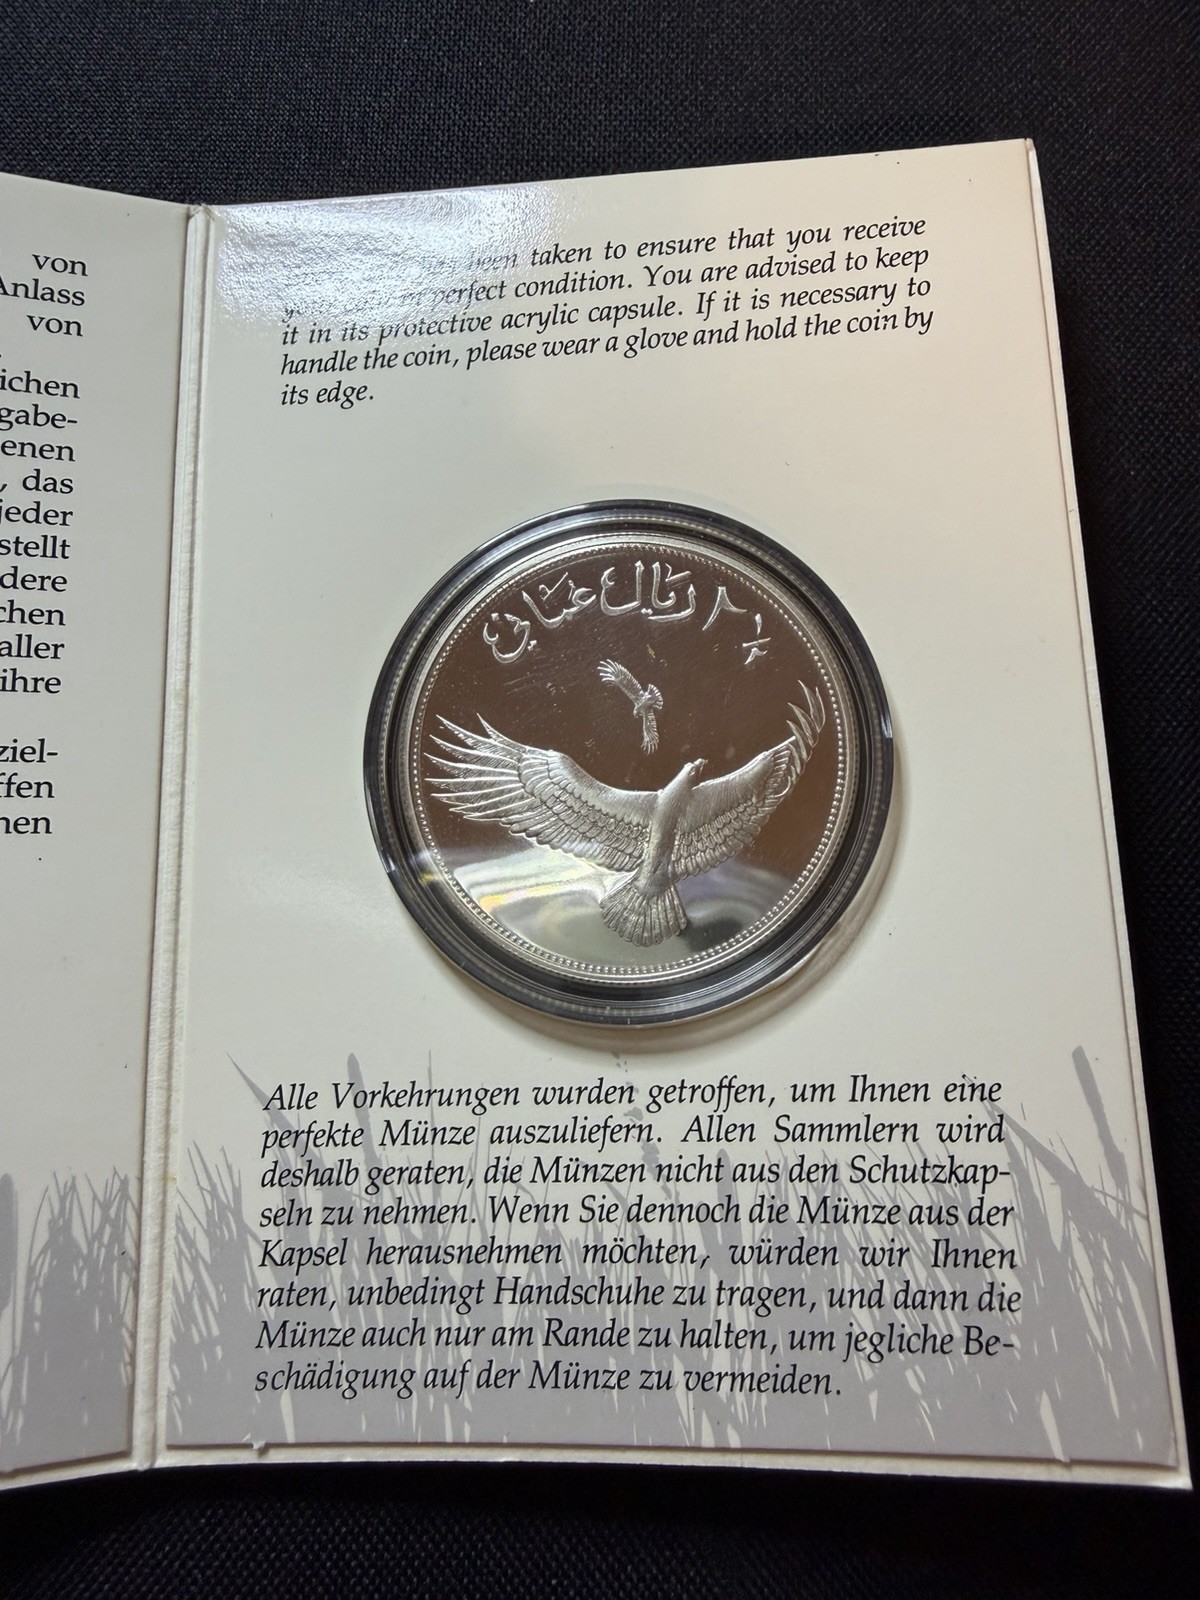 von
Anlass
von
ichen
gabe-
enen
, das
jeder
stellt
dere
chen
aller
ihre
ziel-
ffen
nen
has been taken to ensure that you receive
perfect condition. You are advised to keep
it in its protective acrylic capsule. If it is necessary to
handle the coin, please wear a glove and hold the coin by
its edge.
٢ ١/٢ ريال عماني
Alle Vorkehrungen wurden getroffen, um Ihnen eine
perfekte Münze auszuliefern. Allen Sammlern wird
deshalb geraten, die Münzen nicht aus den Schutzkap-
seln zu nehmen. Wenn Sie dennoch die Münze aus der
Kapsel herausnehmen möchten, würden wir Ihnen
raten, unbedingt Handschuhe zu tragen, und dann die
Münze auch nur am Rande zu halten, um jegliche Be-
schädigung auf der Münze zu vermeiden.